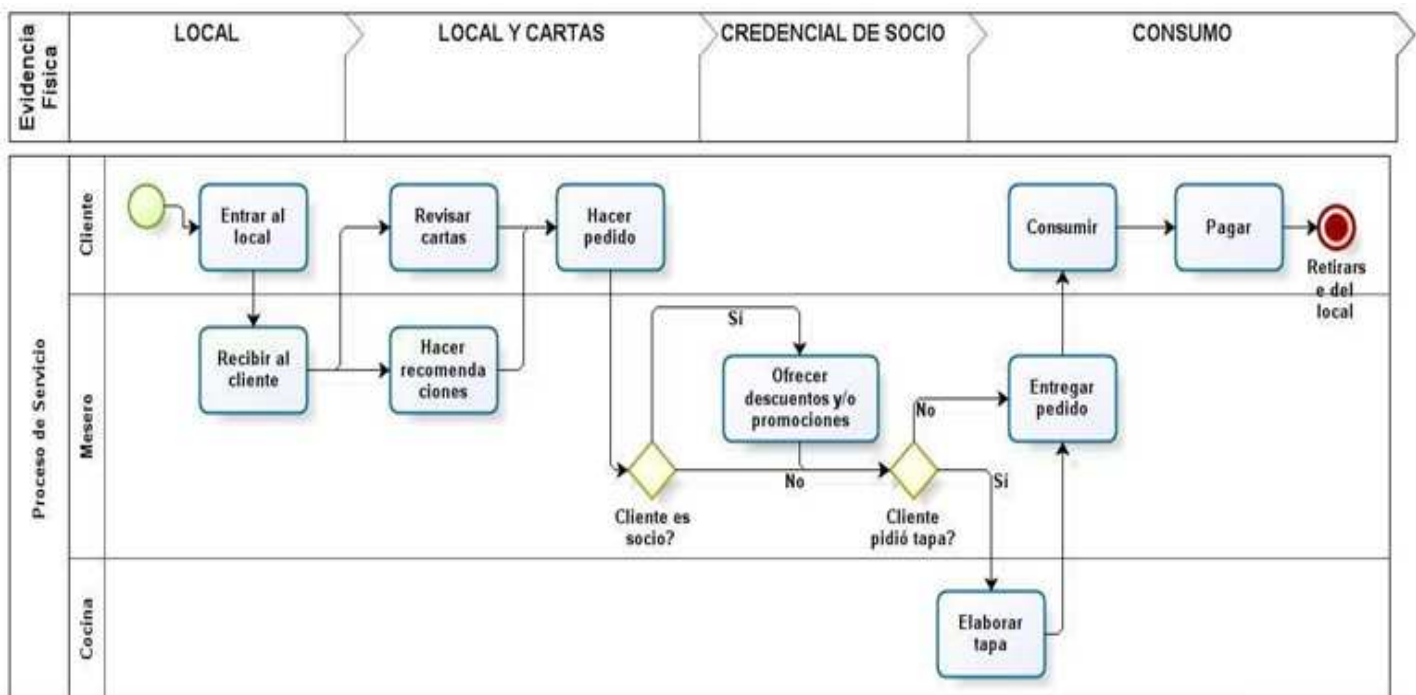 Evidencia
Física
LOCAL
LOCAL Y CARTAS
CREDENCIAL DE SOCIO
CONSUMO
Proceso de Servicio
Cliente
Entrar al
local
Revisar
cartas
Hacer
pedido
Consumir
Pagar
Retirars
e del
local
Mesero
Recibir al
cliente
Hacer
recomenda
ciones
Sí
Ofrecer
descuentos y/o
promociones
No
Entregar
pedido
No
Sí
Cliente es
socio?
Cliente
pidió tapa?
Cocina
Elaborar
tapa